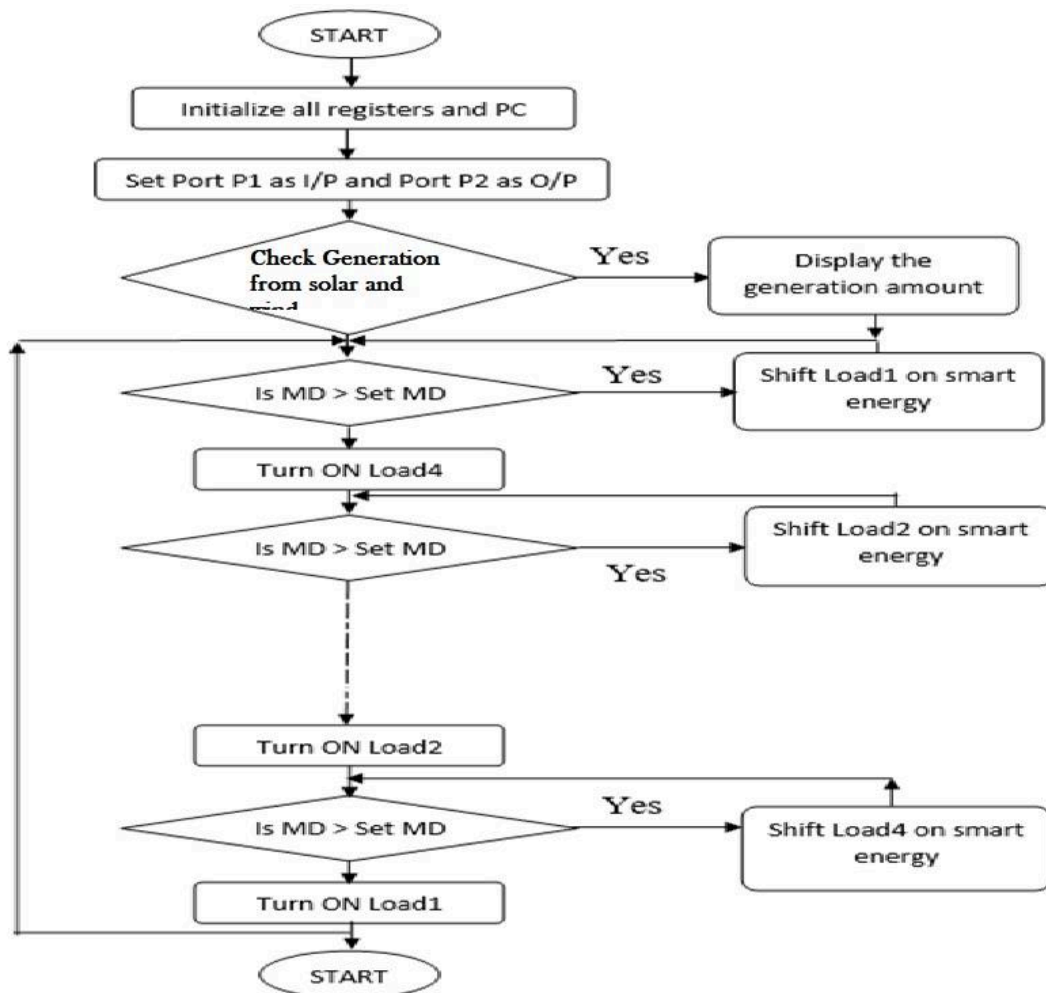 START
Initialize all registers and PC
Set Port P1 as I/P and Port P2 as O/P
Check Generation
from solar and
Yes
Display the
generation amount
Is MD > Set MD
Yes
Shift Load1 on smart
energy
Turn ON Load4
Is MD > Set MD
Yes
Shift Load2 on smart
energy
Turn ON Load2
Is MD > Set MD
Yes
Shift Load4 on smart
energy
Turn ON Load1
START